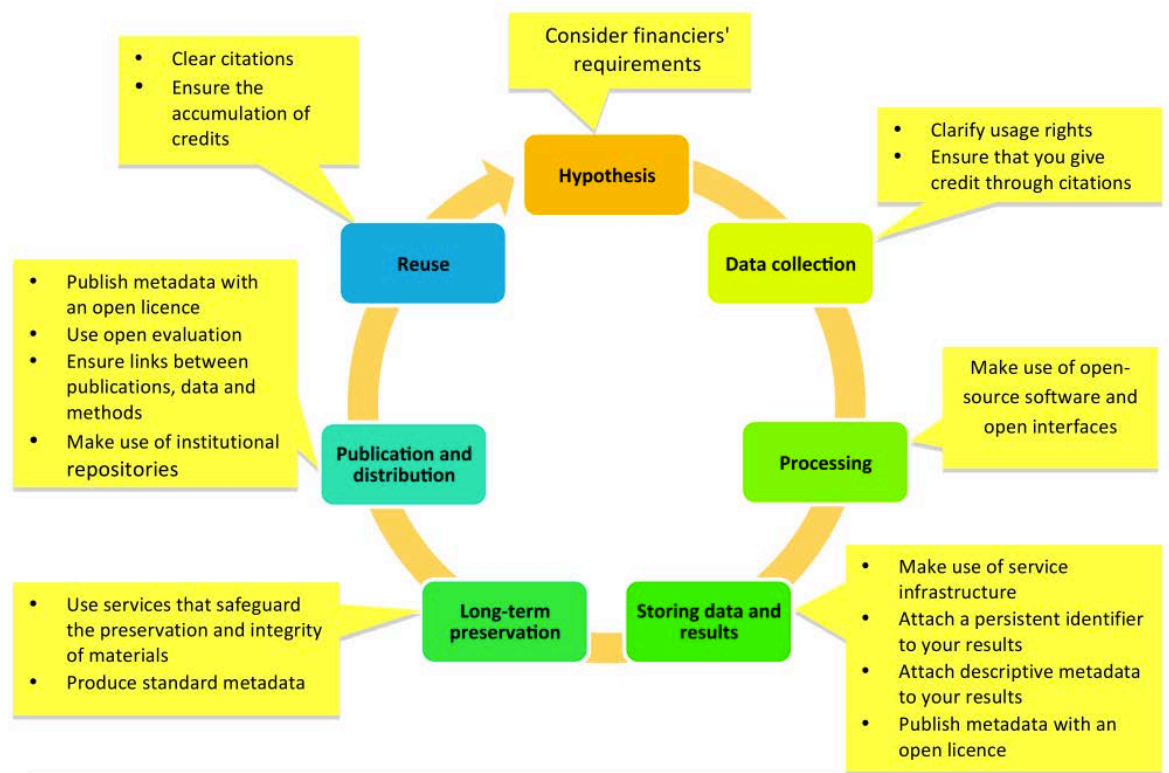 Consider financiers'
requirements
Hypothesis
• Clarify usage rights
• Ensure that you give
credit through citations
Data collection
Make use of open-
source software and
open interfaces
Processing
• Make use of service
infrastructure
• Attach a persistent identifier
to your results
• Attach descriptive metadata
to your results
• Publish metadata with an
open licence
Storing data and
results
Long-term
preservation
• Use services that safeguard
the preservation and integrity
of materials
• Produce standard metadata
Publication and
distribution
• Publish metadata with
an open licence
• Use open evaluation
• Ensure links between
publications, data and
methods
• Make use of institutional
repositories
Reuse
• Clear citations
• Ensure the
accumulation of
credits